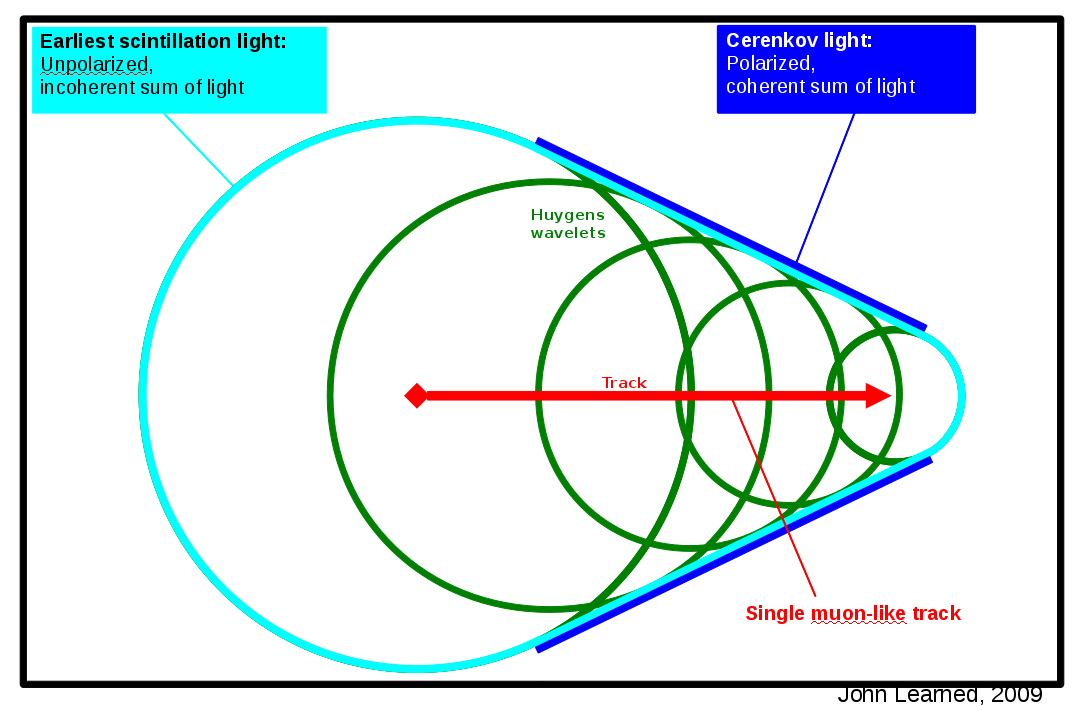 Earliest scintillation light:
Unpolarized,
incoherent sum of light
Cerenkov light:
Polarized,
coherent sum of light
Huygens
wavelets
Track
Single muon-like track
John Learned, 2009